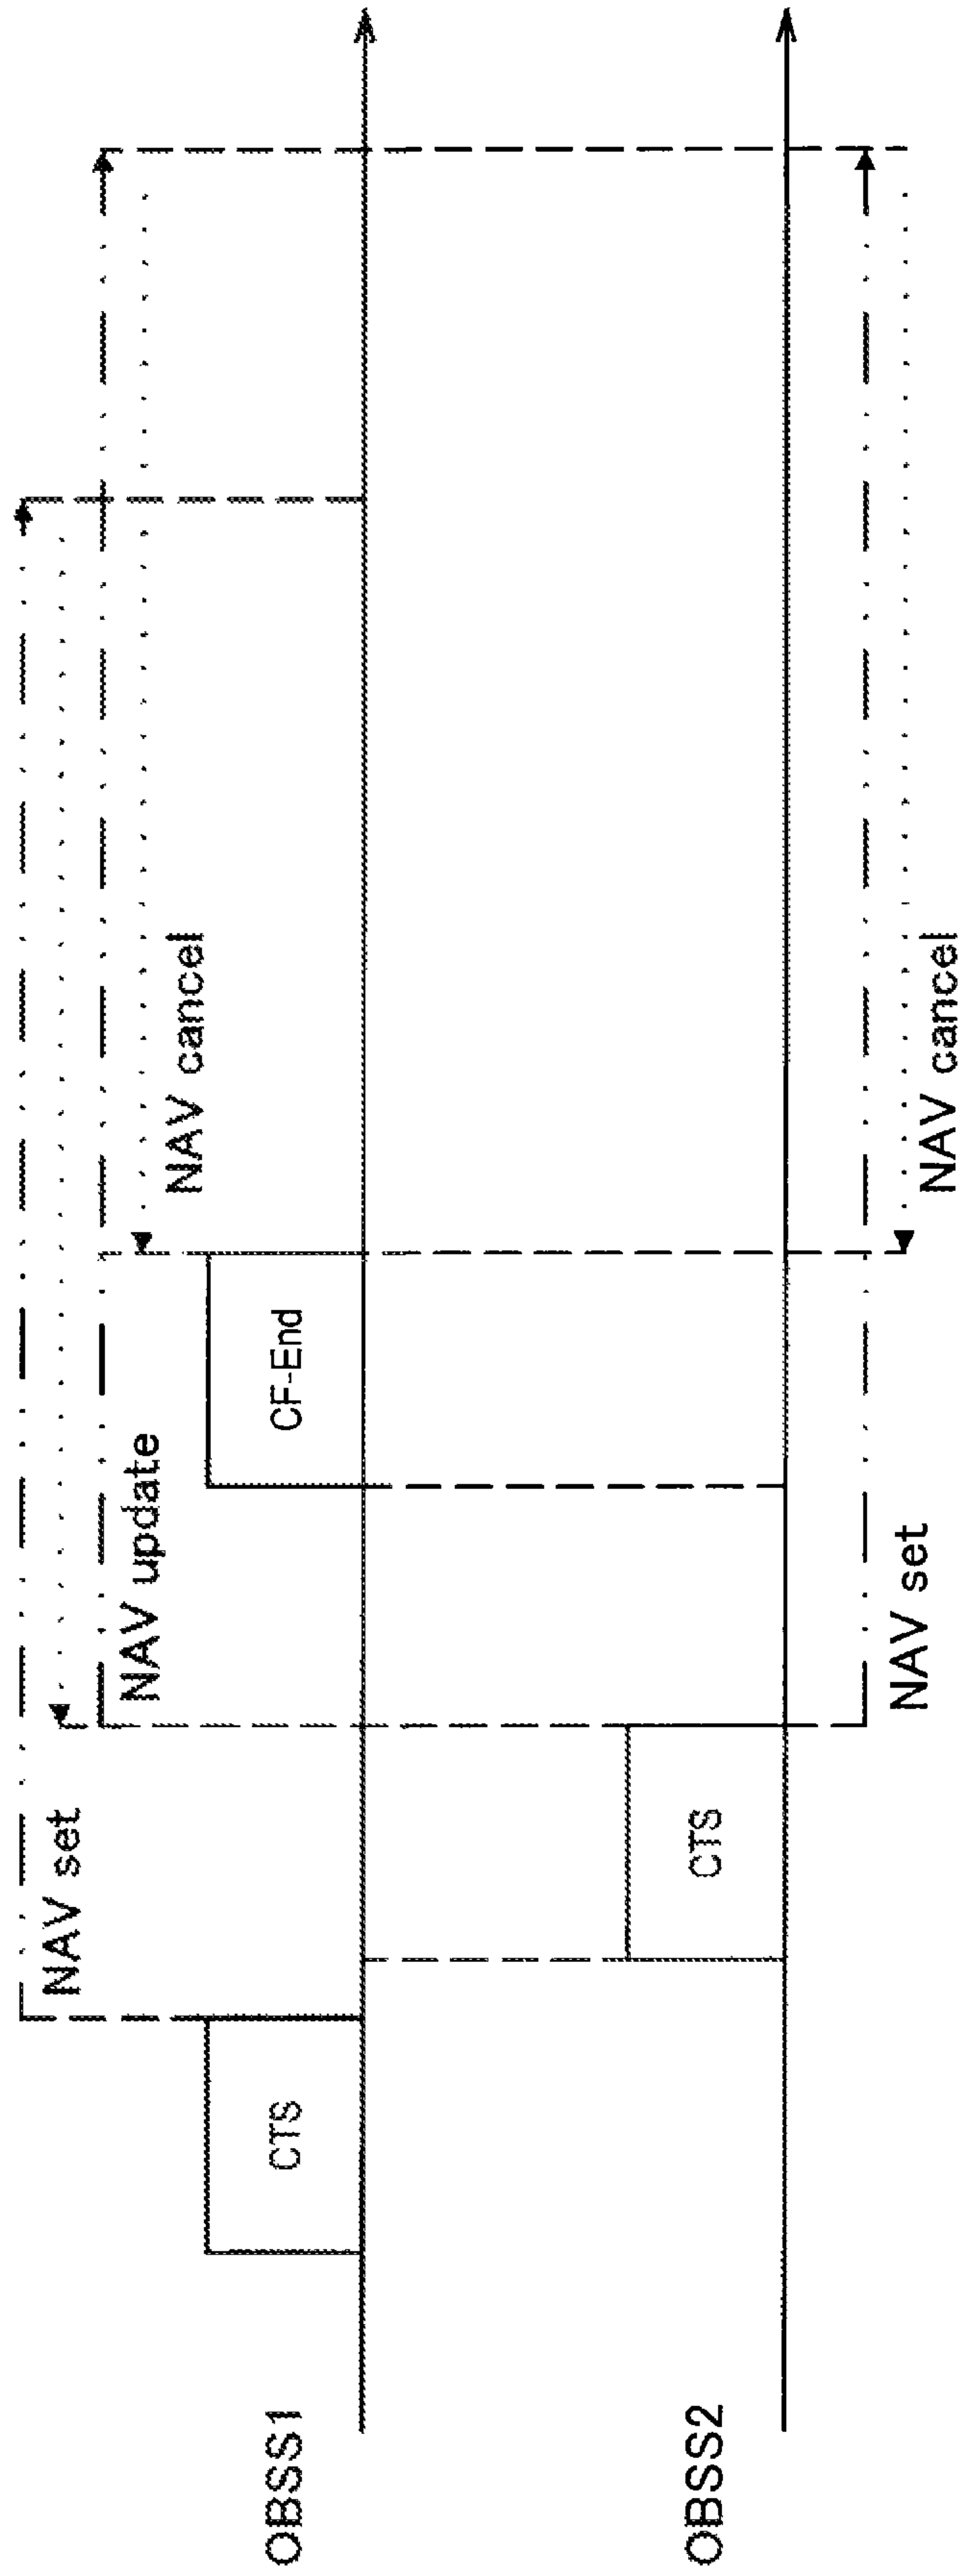 NAV set
NAV update
NAV cancel
OBSS1
CTS
CF-End
OBSS2
CTS
NAV set
NAV cancel